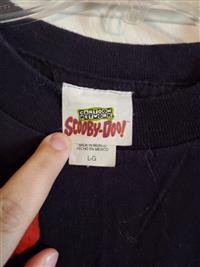 CARTOON
NETWORK
SCOOBY-DOO!
MADE IN MEXICO
HECHO EN MEXICO
L-G